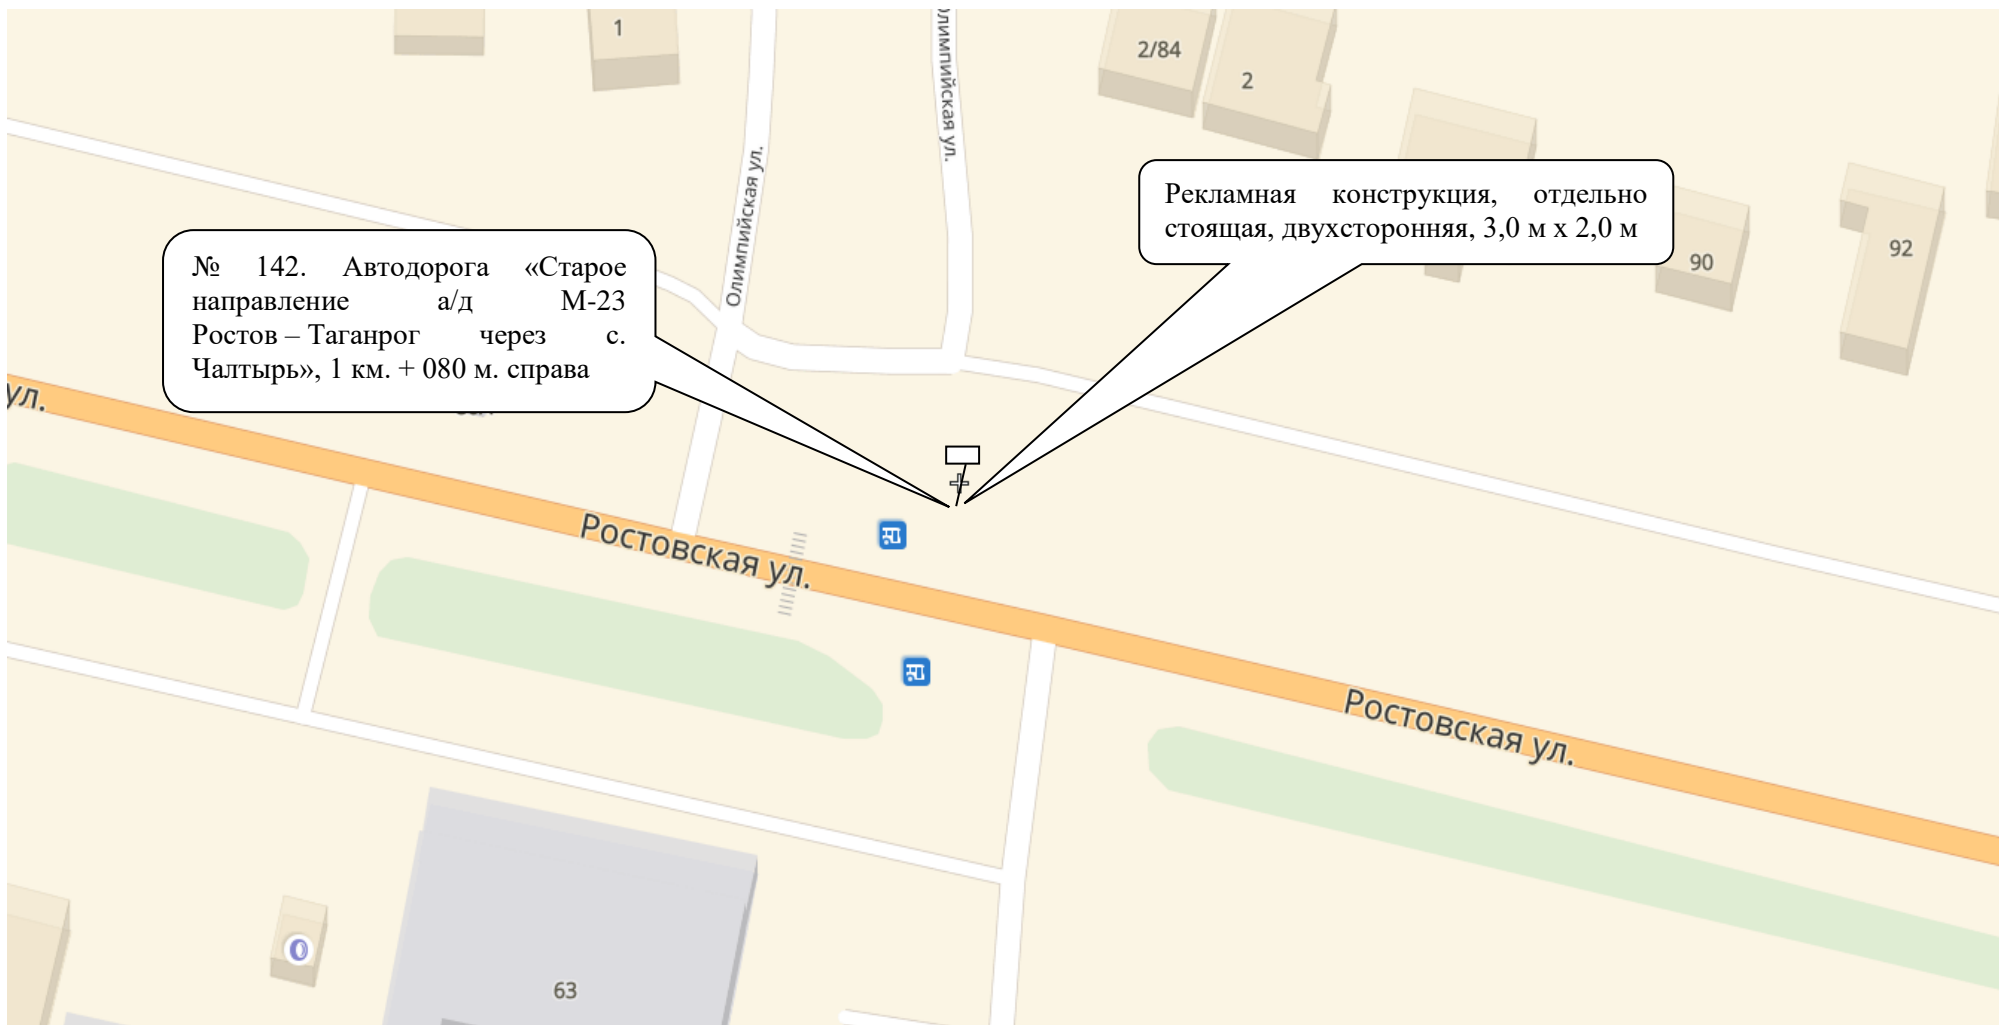 1
2/84
2
Олимпийская ул.
Олимпийская ул.
Рекламная конструкция, отдельно
стоящая, двухсторонняя, 3,0 м х 2,0 м
90
92
№ 142. Автодорога «Старое
направление а/д М-23
Ростов – Таганрог через с.
Чалтырь», 1 км. + 080 м. справа
ул.
Ростовская ул.
Ростовская ул.
63